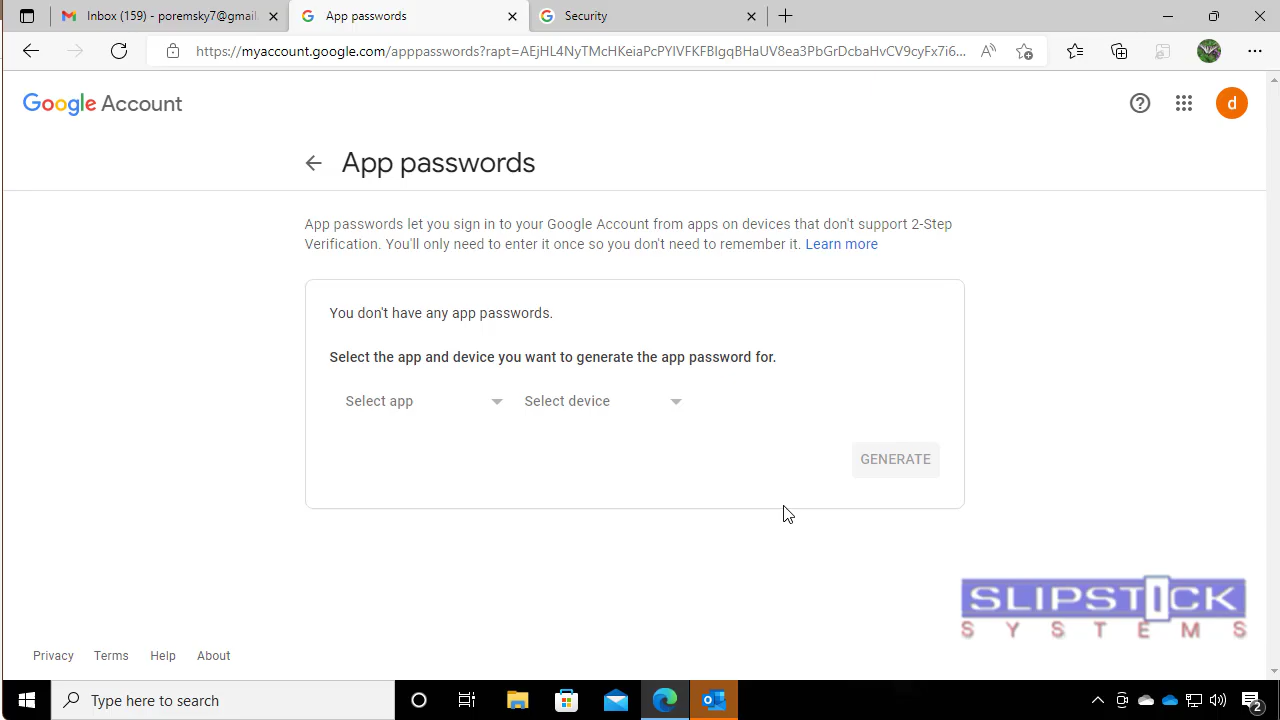 Inbox (159) - poremsky7@gmail
App passwords
Security
https://myaccount.google.com/apppasswords?rapt=AEjHL4NyTMcHKeiaPcPYIVFKFBIgqBHaUV8ea3PbGrDcbaHvCV9cyFx7i6...
Google Account
d
App passwords
App passwords let you sign in to your Google Account from apps on devices that don't support 2-Step
Verification. You'll only need to enter it once so you don't need to remember it. Learn more
You don't have any app passwords.
Select the app and device you want to generate the app password for.
Select app
Select device
GENERATE
SLIPSTICK
SYSTEMS
Privacy Terms Help About
Type here to search
2